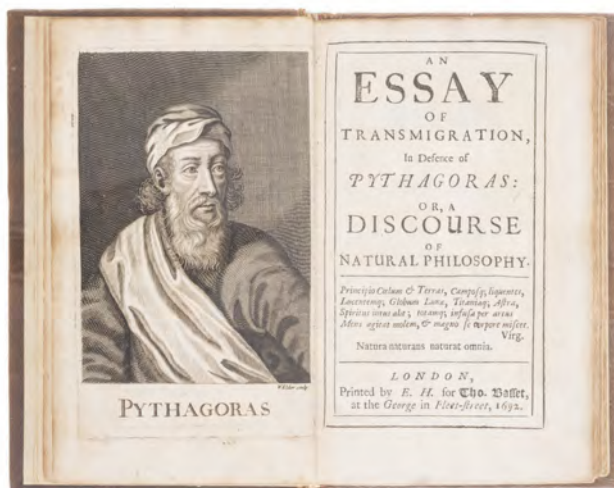 W Elder sculp
PYTHAGORAS
AN
ESSAY
OF
TRANSMIGRATION,
In Defence of
PYTHAGORAS:
OR, A
DISCOURSE
OF
NATURAL PHILOSOPHY.
Principio Cœlum & Terras, Camposq; liquentes,
Lucentemq; Globum Lunæ, Titaniaq; Astra,
Spiritus intus alit; totamq; infusa per artus
Mens agitat molem, & magno se corpore miscet.
Virg.
Natura naturans naturat omnia.
LONDON,
Printed by E. H. for Tho. Basset,
at the George in Fleet-street, 1692.